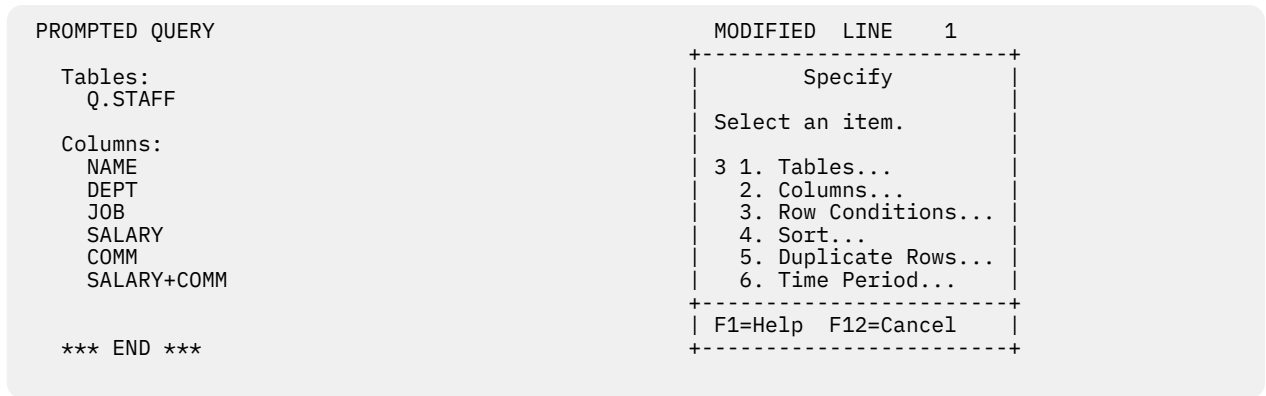 PROMPTED QUERY                                       MODIFIED  LINE    1
                                                   +------------------------+
  Tables:                                          |        Specify         |
    Q.STAFF                                        |                        |
                                                   | Select an item.        |
  Columns:                                         |                        |
    NAME                                           | 3 1. Tables...         |
    DEPT                                           |   2. Columns...        |
    JOB                                            |   3. Row Conditions... |
    SALARY                                         |   4. Sort...           |
    COMM                                           |   5. Duplicate Rows... |
    SALARY+COMM                                    |   6. Time Period...    |
                                                   +------------------------+
                                                   | F1=Help  F12=Cancel    |
  *** END ***                                      +------------------------+